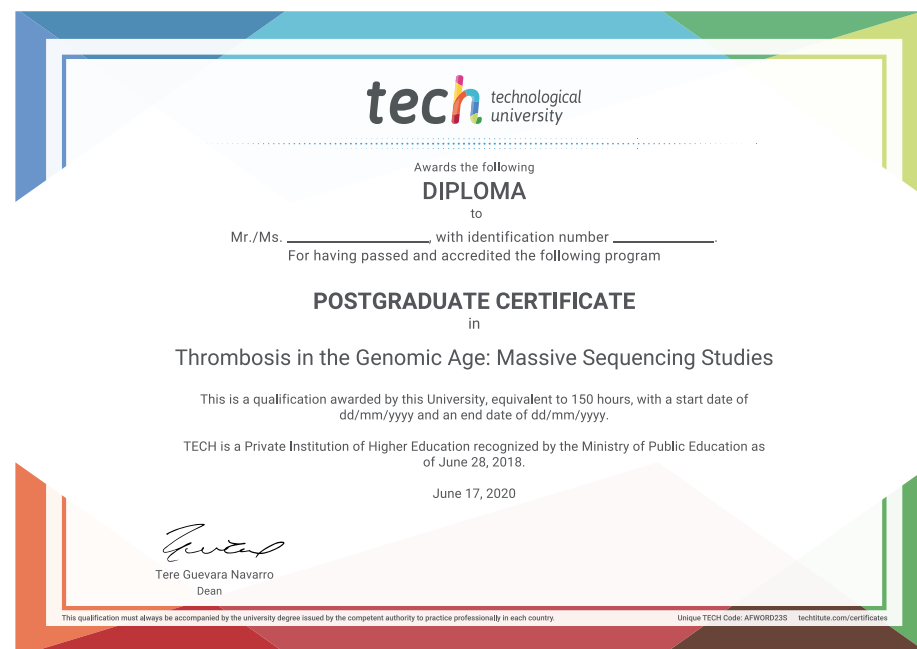 tech technological
university
Awards the following
DIPLOMA
to
Mr./Ms. ____________, with identification number _________.
For having passed and accredited the following program
POSTGRADUATE CERTIFICATE
in
Thrombosis in the Genomic Age: Massive Sequencing Studies
This is a qualification awarded by this University, equivalent to 150 hours, with a start date of
dd/mm/yyyy and an end date of dd/mm/yyyy.
TECH is a Private Institution of Higher Education recognized by the Ministry of Public Education as
of June 28, 2018.
June 17, 2020
Tere Guevara Navarro
Dean
This qualification must always be accompanied by the university degree issued by the competent authority to practice professionally in each country.
Unique TECH Code: AFWORD23S techtitute.com/certificates